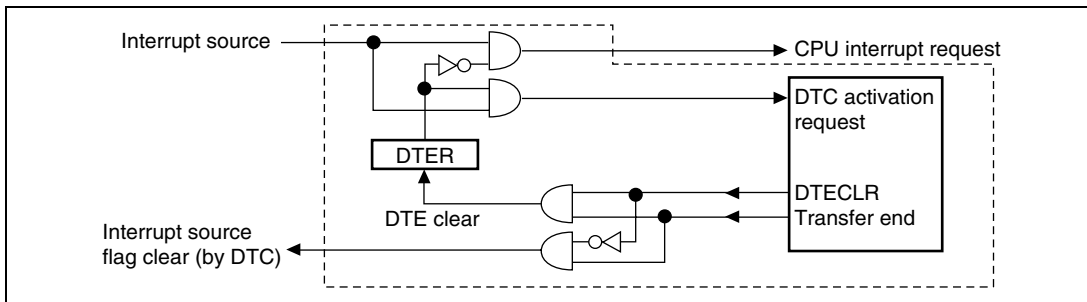 Interrupt source
CPU interrupt request
DTC activation
request
DTER
DTECLR
DTE clear
Transfer end
Interrupt source
flag clear (by DTC)